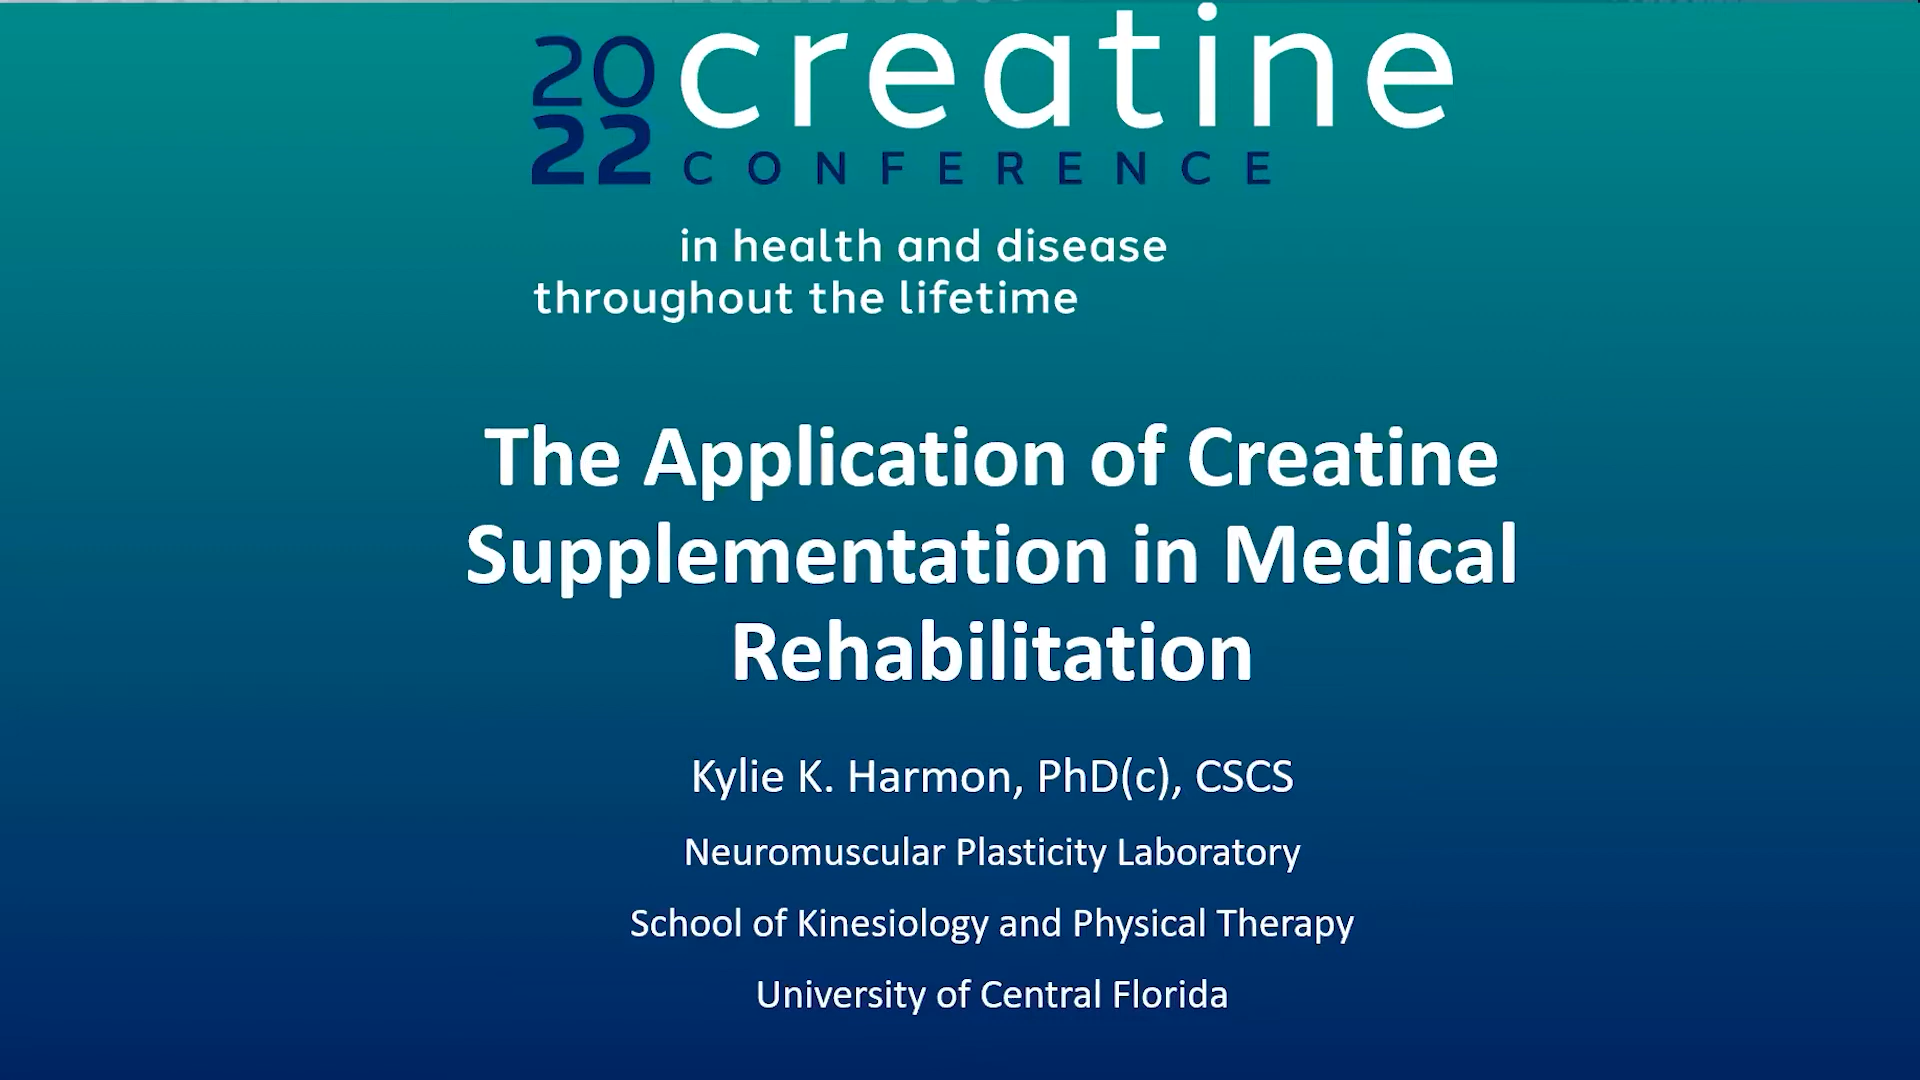 20 creatine
22 CONFERENCE
in health and disease
throughout the lifetime
The Application of Creatine
Supplementation in Medical
Rehabilitation
Kylie K. Harmon, PhD(c), CSCS
Neuromuscular Plasticity Laboratory
School of Kinesiology and Physical Therapy
University of Central Florida